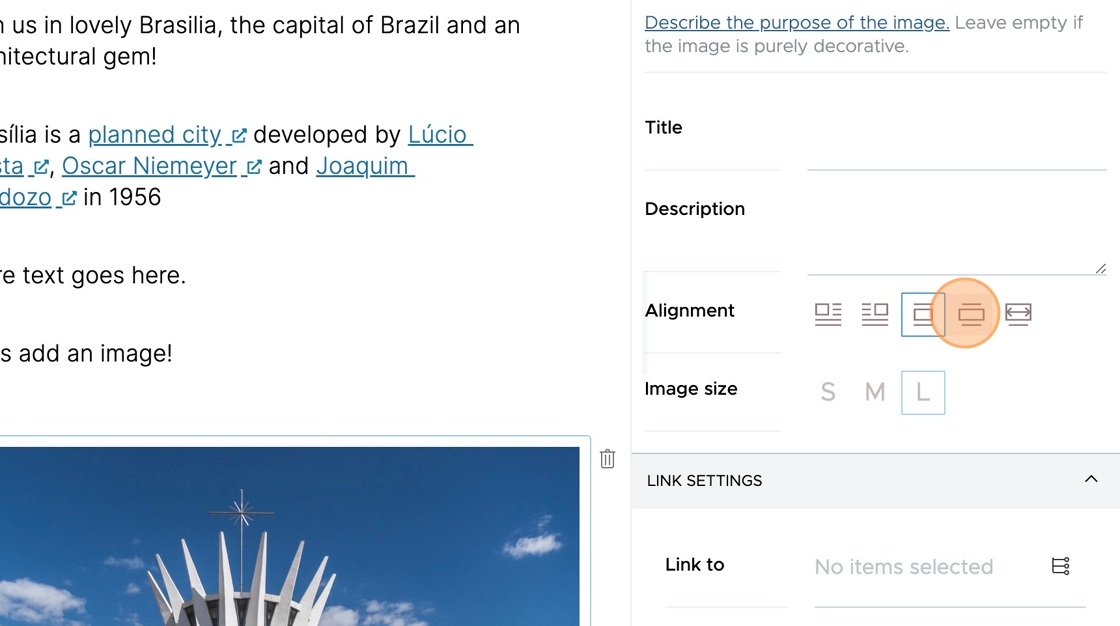 n us in lovely Brasilia, the capital of Brazil and an
hitectural gem!
sília is a planned city developed by Lúcio
sta, Oscar Niemeyer and Joaquim
dozo in 1956
re text goes here.
s add an image!
Describe the purpose of the image. Leave empty if
the image is purely decorative.
Title
Description
Alignment
Image size
S M L
LINK SETTINGS
Link to
No items selected